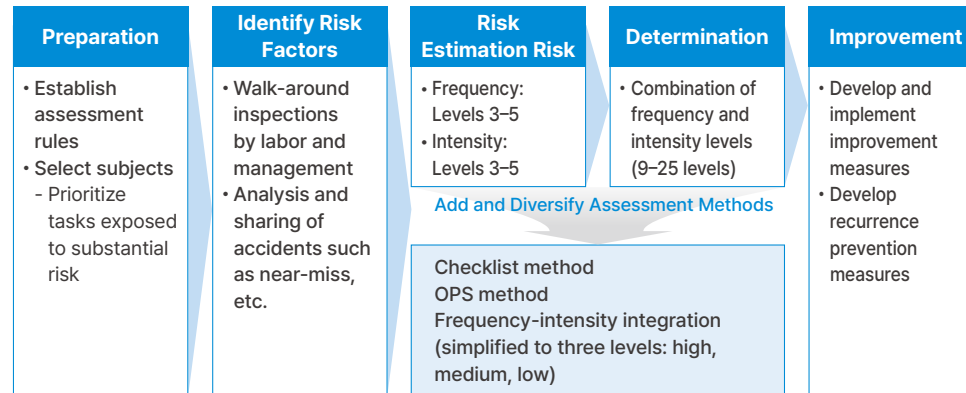 Preparation
• Establish
assessment
rules
• Select subjects
- Prioritize
tasks exposed
to substantial
risk
Identify Risk
Factors
• Walk-around
inspections
by labor and
management
• Analysis and
sharing of
accidents such
as near-miss,
etc.
Risk
Estimation Risk
• Frequency:
Levels 3–5
• Intensity:
Levels 3–5
Determination
• Combination of
frequency and
intensity levels
(9–25 levels)
Add and Diversify Assessment Methods
Checklist method
OPS method
Frequency-intensity integration
(simplified to three levels: high,
medium, low)
Improvement
• Develop and
implement
improvement
measures
• Develop
recurrence
prevention
measures